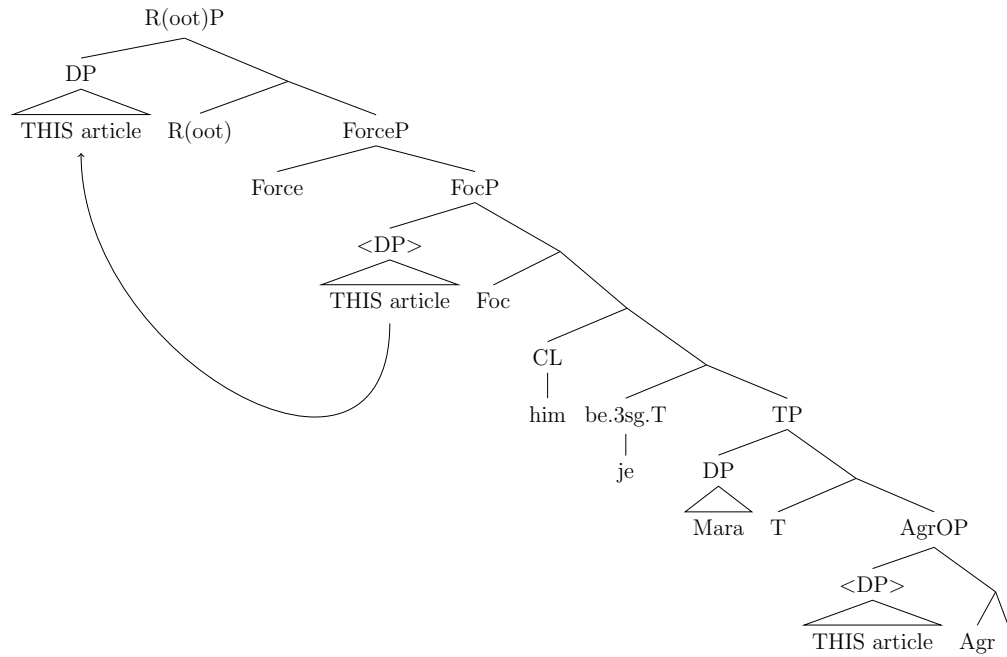 R(oot)P
DP
THIS article R(oot) ForceP
Force FocP
<DP>
THIS article Foc
CL
him be.3sg.T TP
je DP
Mara T AgrOP
<DP>
THIS article Agr